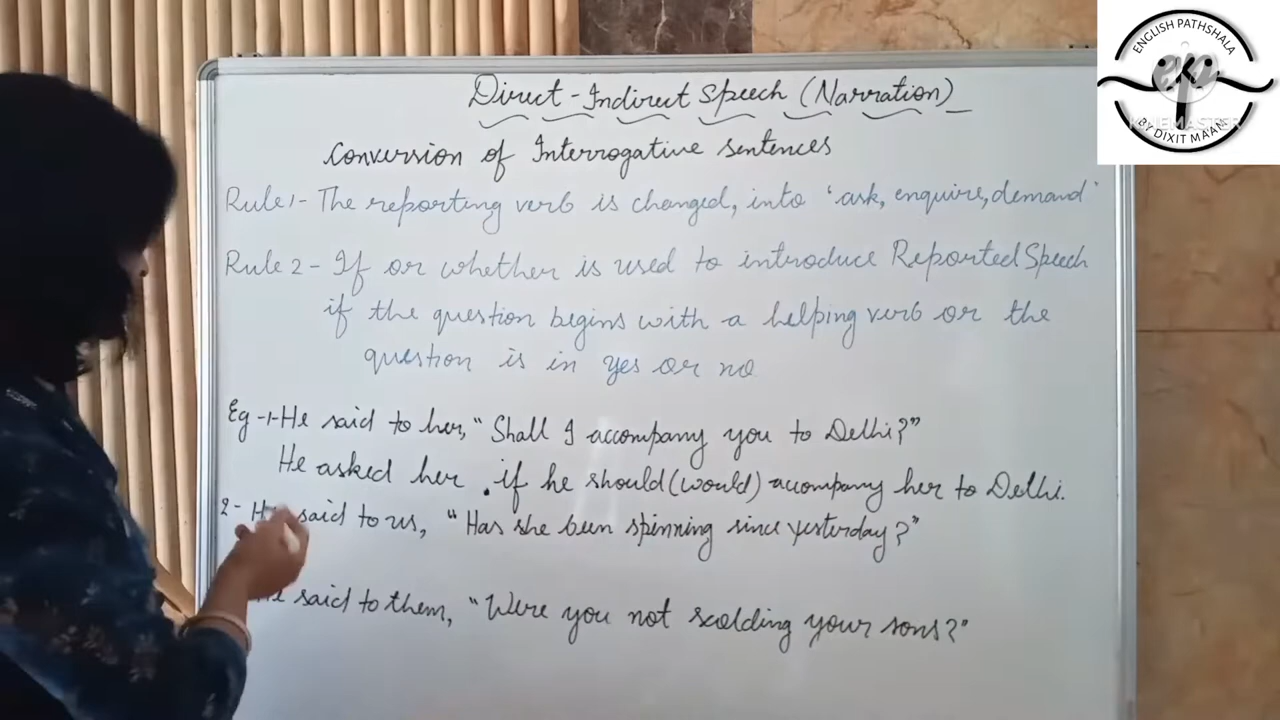 ENGLISH PATHSHALA
BY DIXIT MAAM
Direct - Indirect Speech (Narration)
Conversion of Interrogative sentences
Rule 1- The reporting verb is changed, into 'ask, enquire, demand'
Rule 2 - If or whether is used to introduce Reported Speech
if the question begins with a helping verb or the
question is in yes or no
Eg -1- He said to her, "Shall I accompany you to Delhi?"
He asked her . if he should (would) accompany her to Delhi.
2- He said to us, "Has she been spinning since yesterday?"
said to them, "Were you not scolding your sons?"